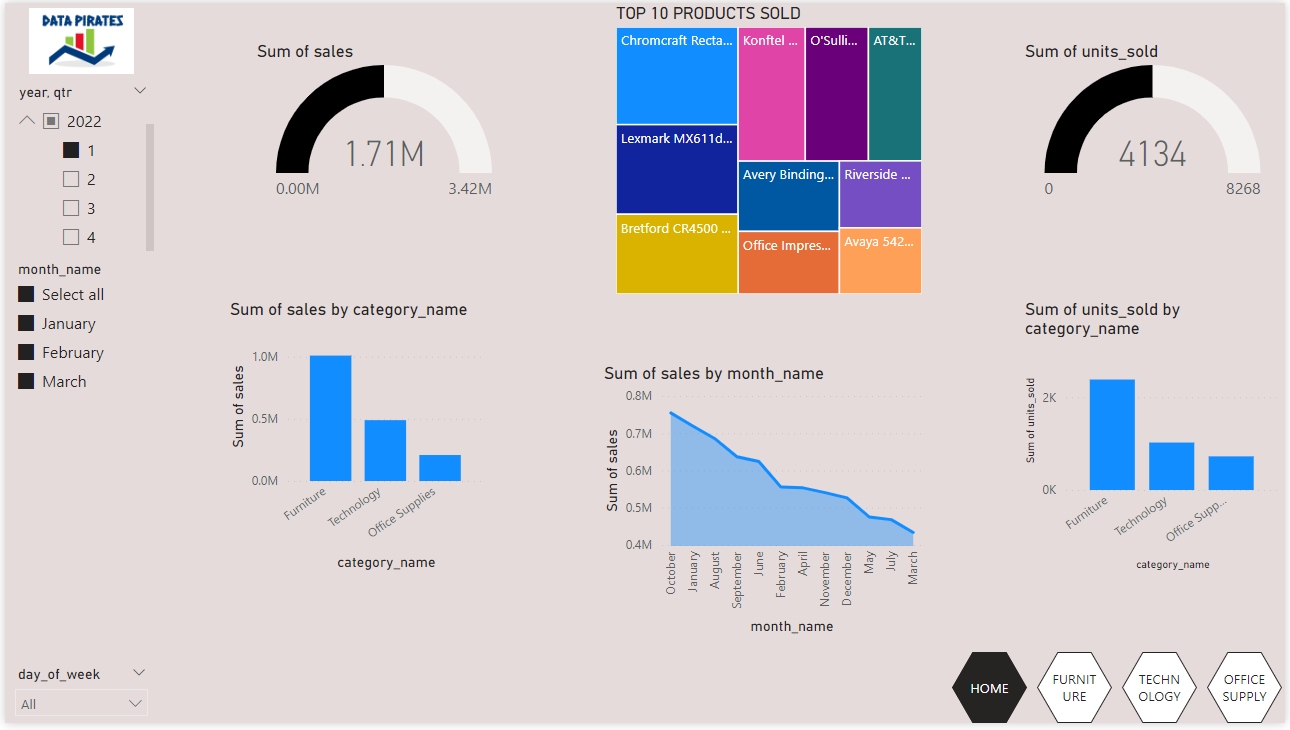 DATA PIRATES
year, qtr
2022
1
2
3
4
month_name
Select all
January
February
March
day_of_week
All
Sum of sales
1.71M
0.00M
3.42M
TOP 10 PRODUCTS SOLD
Chromcraft Recta...
Konftel ...
O'Sulli...
AT&T...
Lexmark MX611d...
Avery Binding...
Riverside ...
Bretford CR4500 ...
Office Impres...
Avaya 542...
Sum of units_sold
4134
0
8268
Sum of sales by category_name
Sum of sales
1.0M
0.5M
0.0M
Furniture
Technology
Office Supplies
category_name
Sum of sales by month_name
Sum of sales
0.8M
0.7M
0.6M
0.5M
0.4M
October
January
August
September
June
February
April
November
December
May
July
March
month_name
Sum of units_sold by
category_name
Sum of units_sold
2K
0K
Furniture
Technology
Office Supp...
category_name
HOME
FURNIT
URE
TECHN
OLOGY
OFFICE
SUPPLY